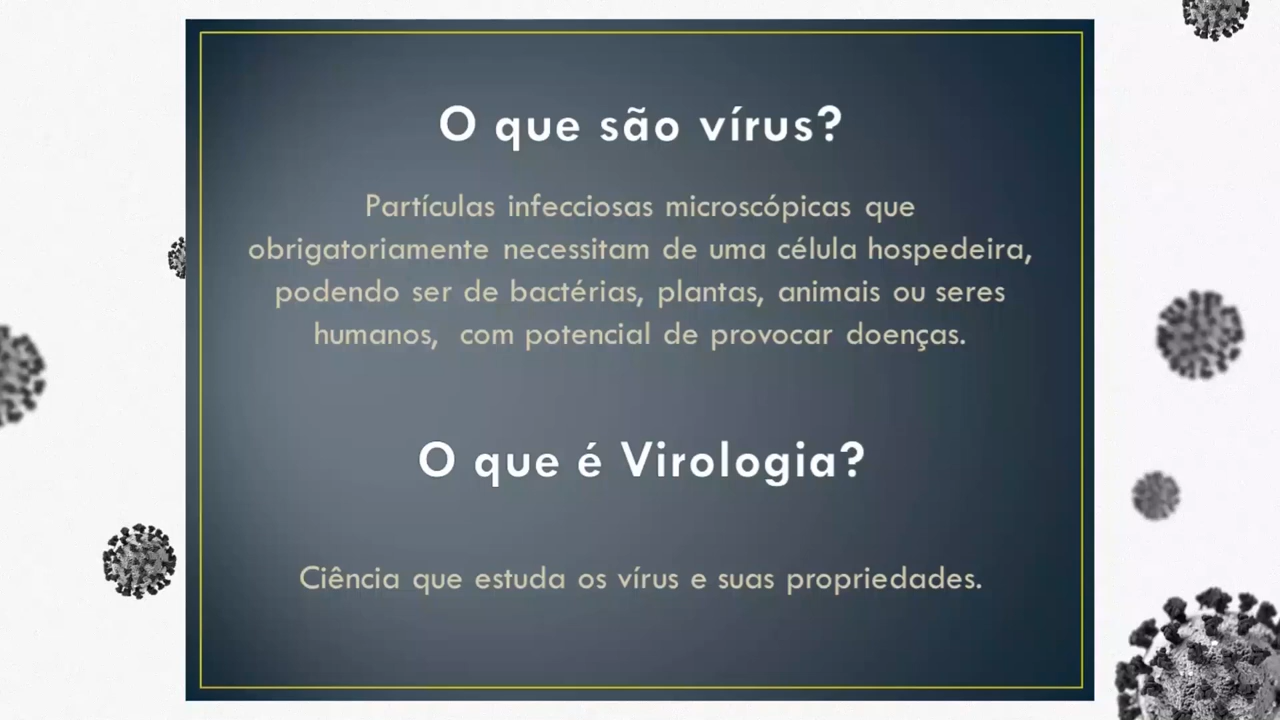 O que são vírus?
Partículas infecciosas microscópicas que
obrigatoriamente necessitam de uma célula hospedeira,
podendo ser de bactérias, plantas, animais ou seres
humanos, com potencial de provocar doenças.
O que é Virologia?
Ciência que estuda os vírus e suas propriedades.